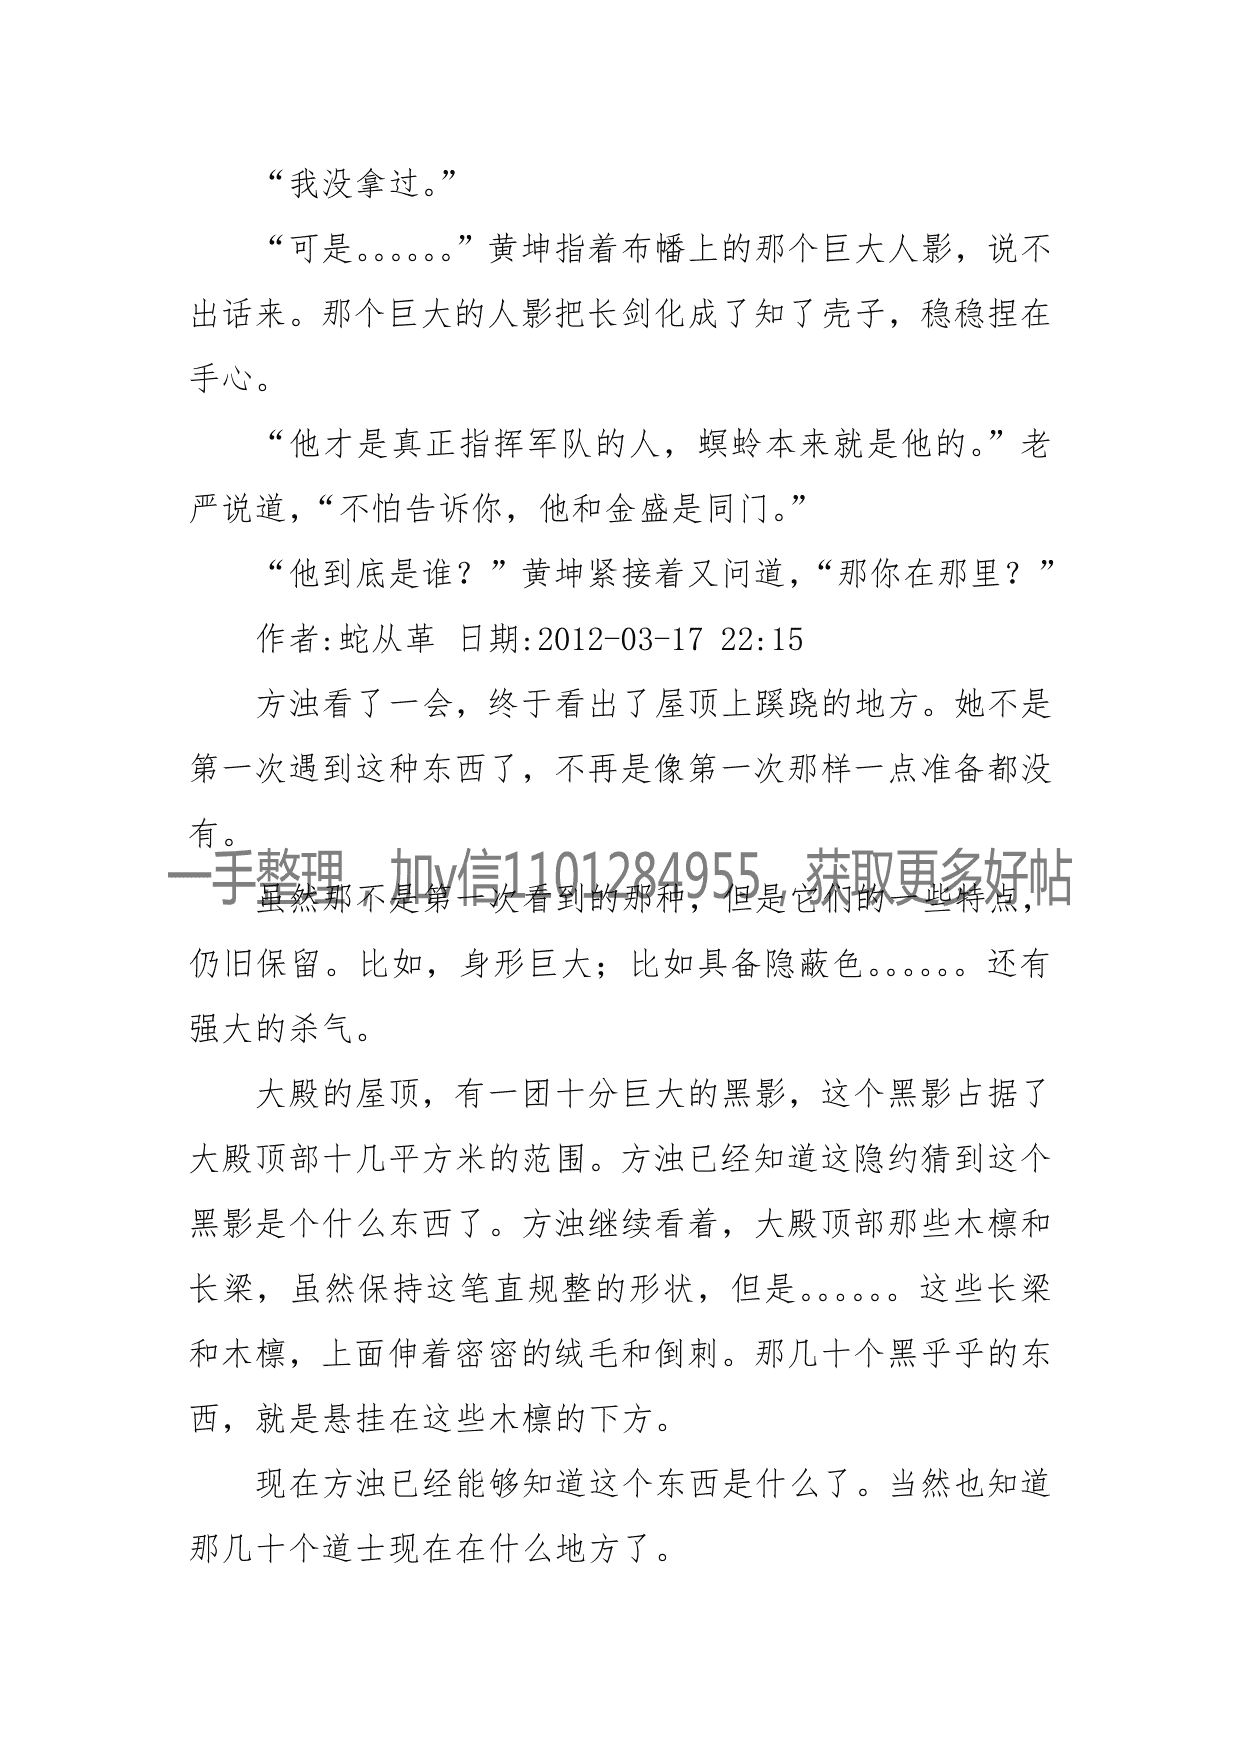 “我没拿过。”
“可是。。。。。。”黄坤指着布幡上的那个巨大人影，说不
出话来。那个巨大的人影把长剑化成了知了壳子，稳稳捏在
手心。
“他才是真正指挥军队的人，螟蛉本来就是他的。”老
严说道，“不怕告诉你，他和金盛是同门。”
“他到底是谁？”黄坤紧接着又问道，“那你在那里？”
作者:蛇从革 日期:2012-03-17 22:15
方浊看了一会，终于看出了屋顶上蹊跷的地方。她不是
第一次遇到这种东西了，不再是像第一次那样一点准备都没
有。
一手整理，加v信1101284955，获取更多好帖
虽然那不是第一次看到的那种，但是它们的一些特点，
仍旧保留。比如，身形巨大；比如具备隐蔽色。。。。。。还有
强大的杀气。
大殿的屋顶，有一团十分巨大的黑影，这个黑影占据了
大殿顶部十几平方米的范围。方浊已经知道这隐约猜到这个
黑影是个什么东西了。方浊继续看着，大殿顶部那些木檩和
长梁，虽然保持这笔直规整的形状，但是。。。。。。这些长梁
和木檩，上面伸着密密的绒毛和倒刺。那几十个黑乎乎的东
西，就是悬挂在这些木檩的下方。
现在方浊已经能够知道这个东西是什么了。当然也知道
那几十个道士现在在什么地方了。